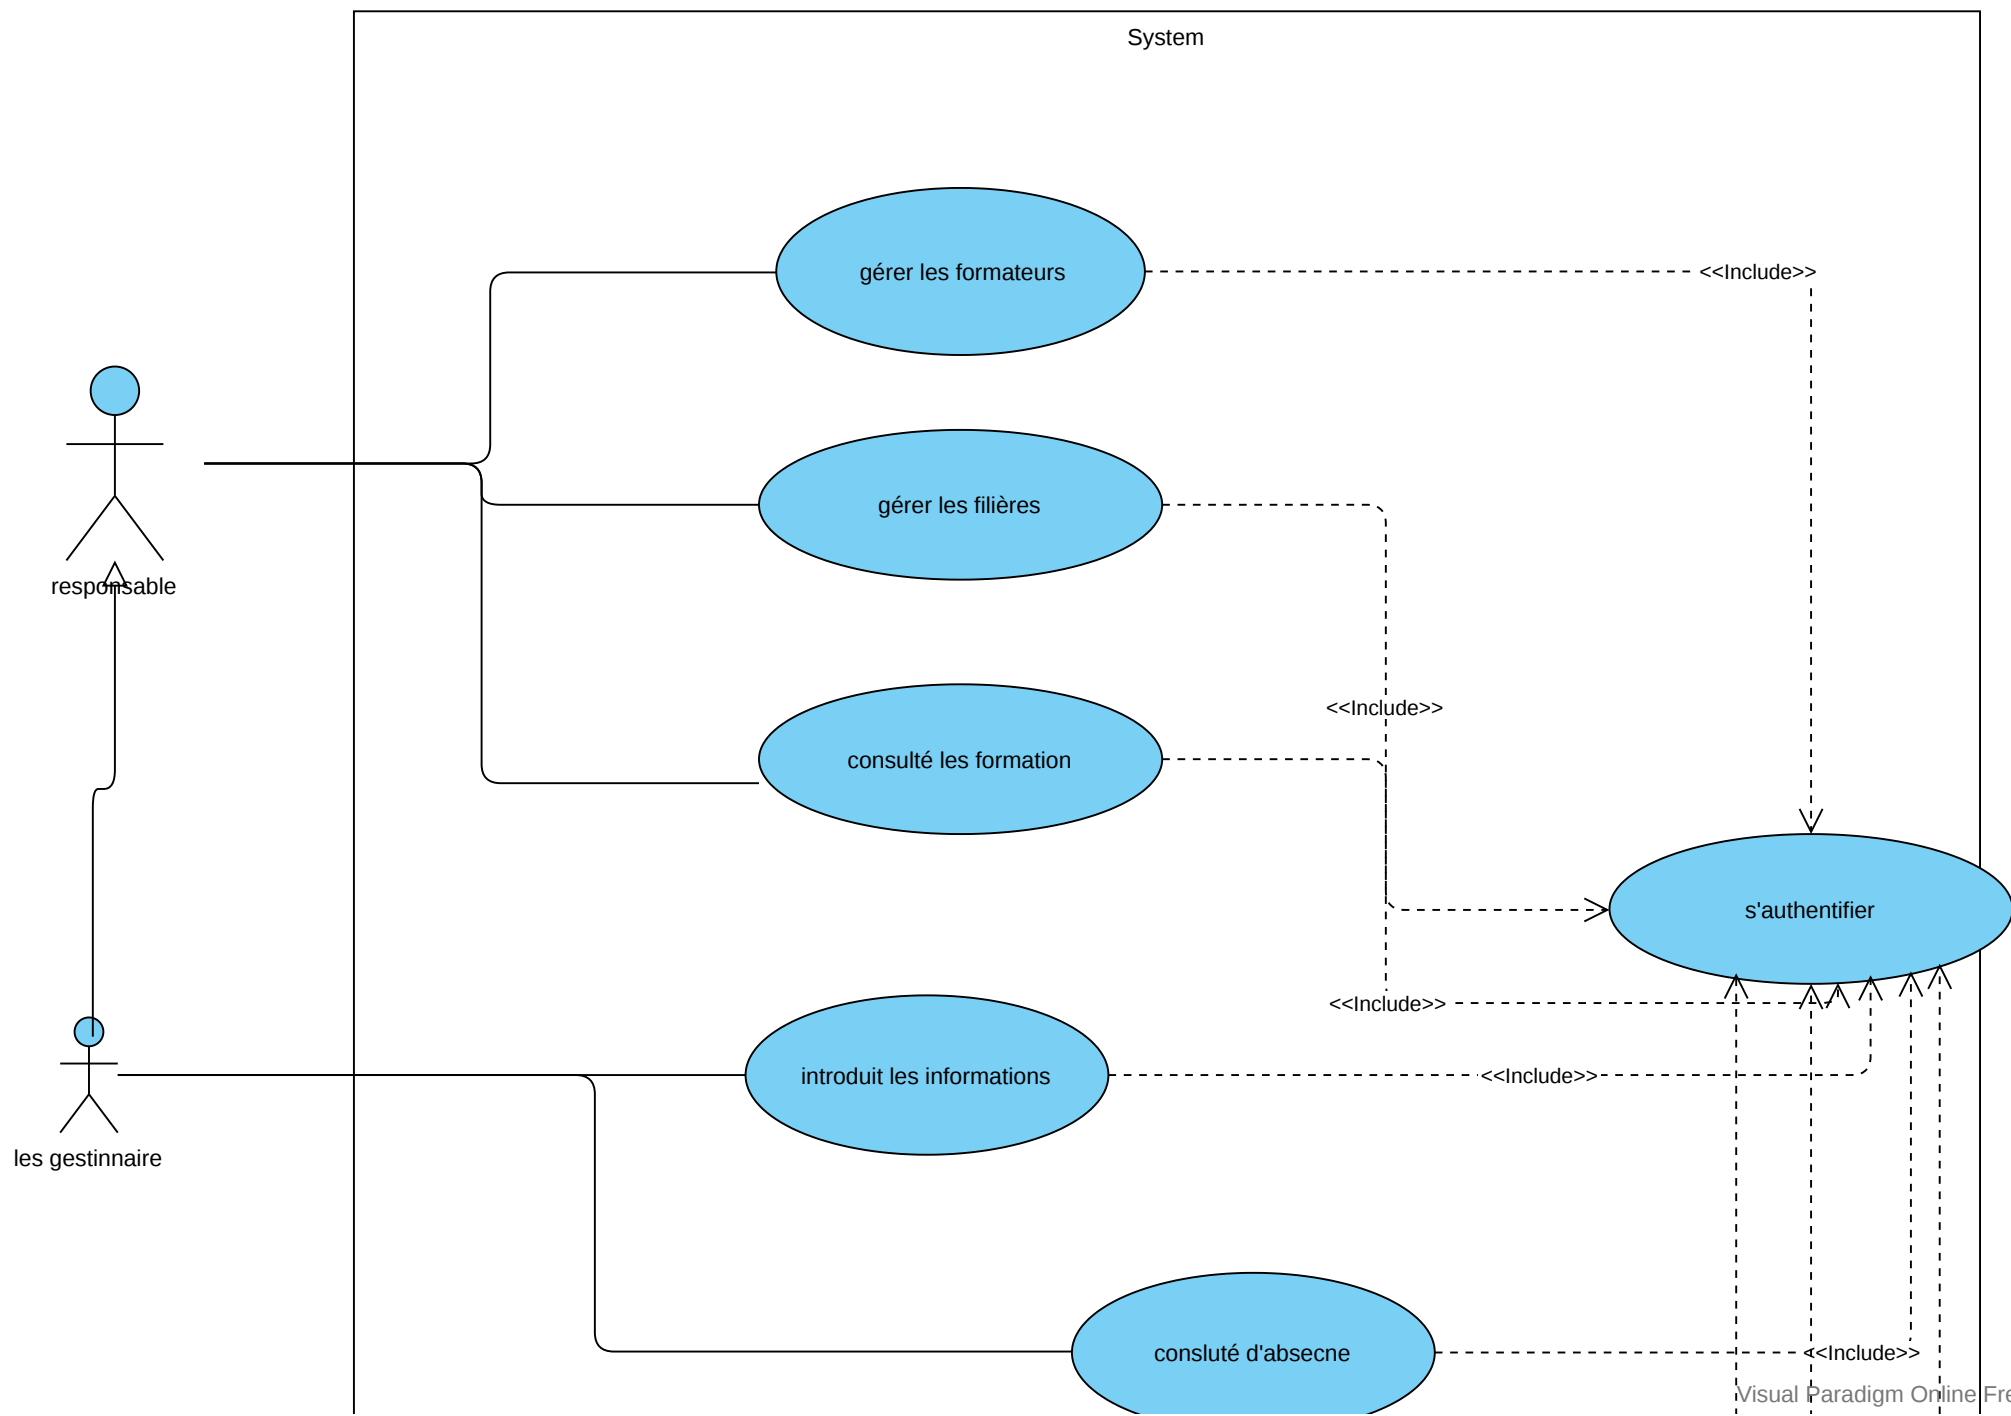 System
gérer les formateurs
<<Include>>
gérer les filières
responsable
<<Include>>
consulté les formation
s'authentifier
<<Include>>
introduit les informations
<<Include>>
les gestinnaire
consluté d'absecne
<<Include>>
Visual Paradigm Online Fre